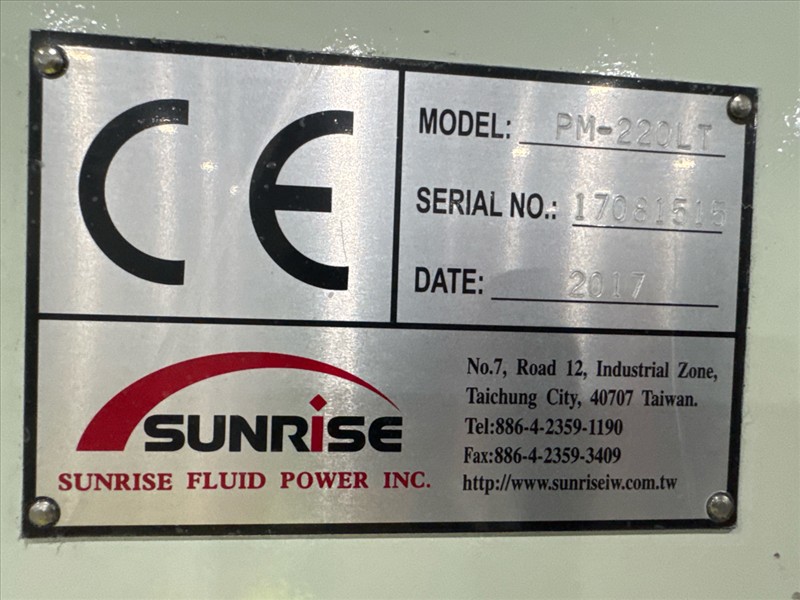 CE
MODEL: PM-220LT
SERIAL NO.: 17081515
DATE: 2017
SUNRISE
SUNRISE FLUID POWER INC.
No.7, Road 12, Industrial Zone,
Taichung City, 40707 Taiwan.
Tel:886-4-2359-1190
Fax:886-4-2359-3409
http://www.sunriseiw.com.tw